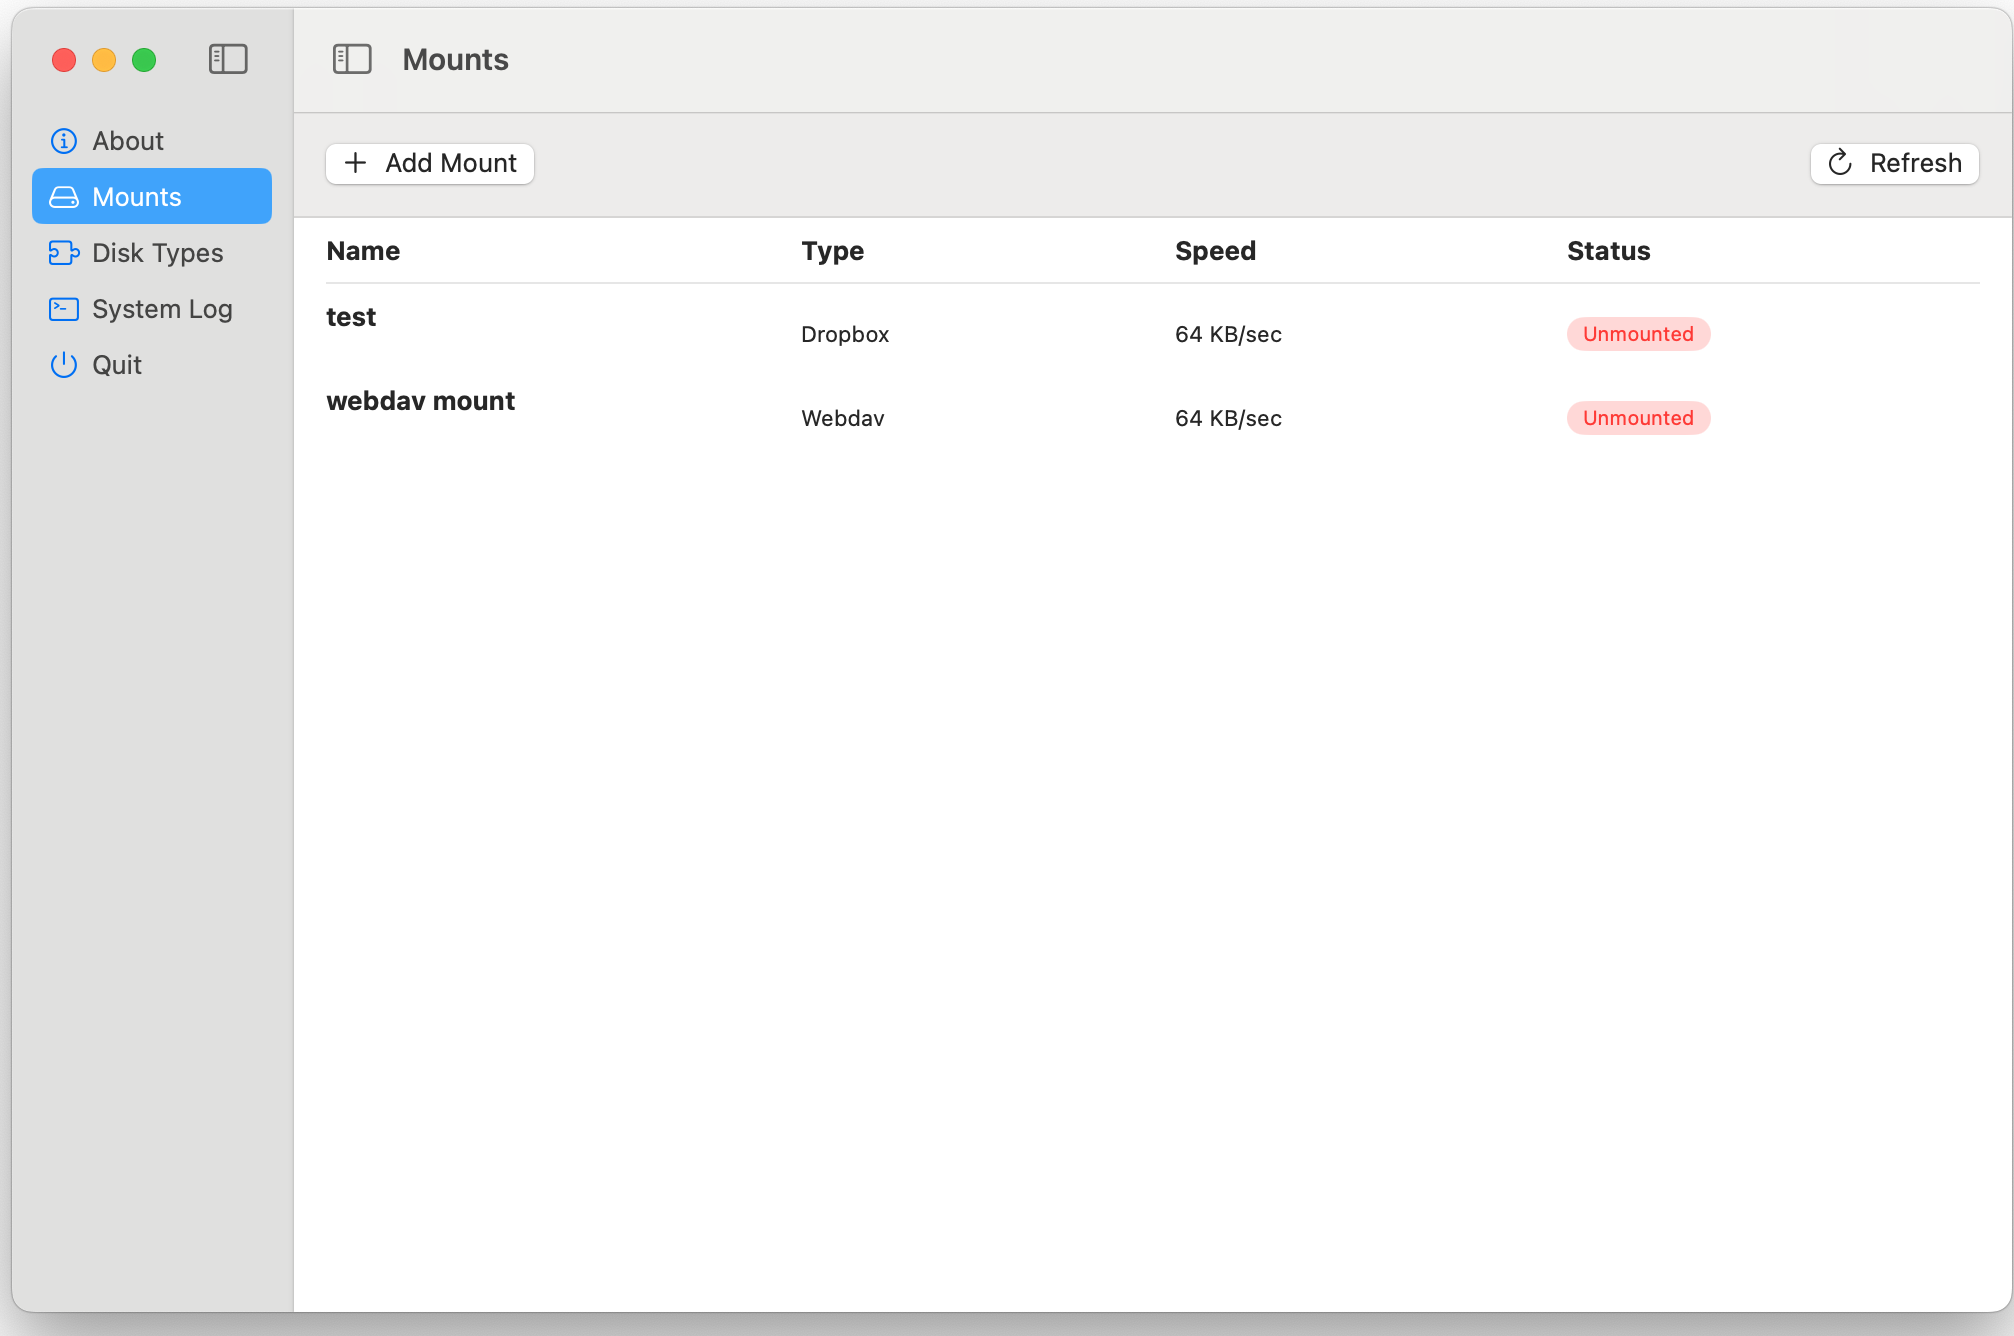 Mounts
About
Mounts
Disk Types
System Log
Quit
Add Mount
Refresh
Name Type Speed Status
test Dropbox 64 KB/sec Unmounted
webdav mount Webdav 64 KB/sec Unmounted